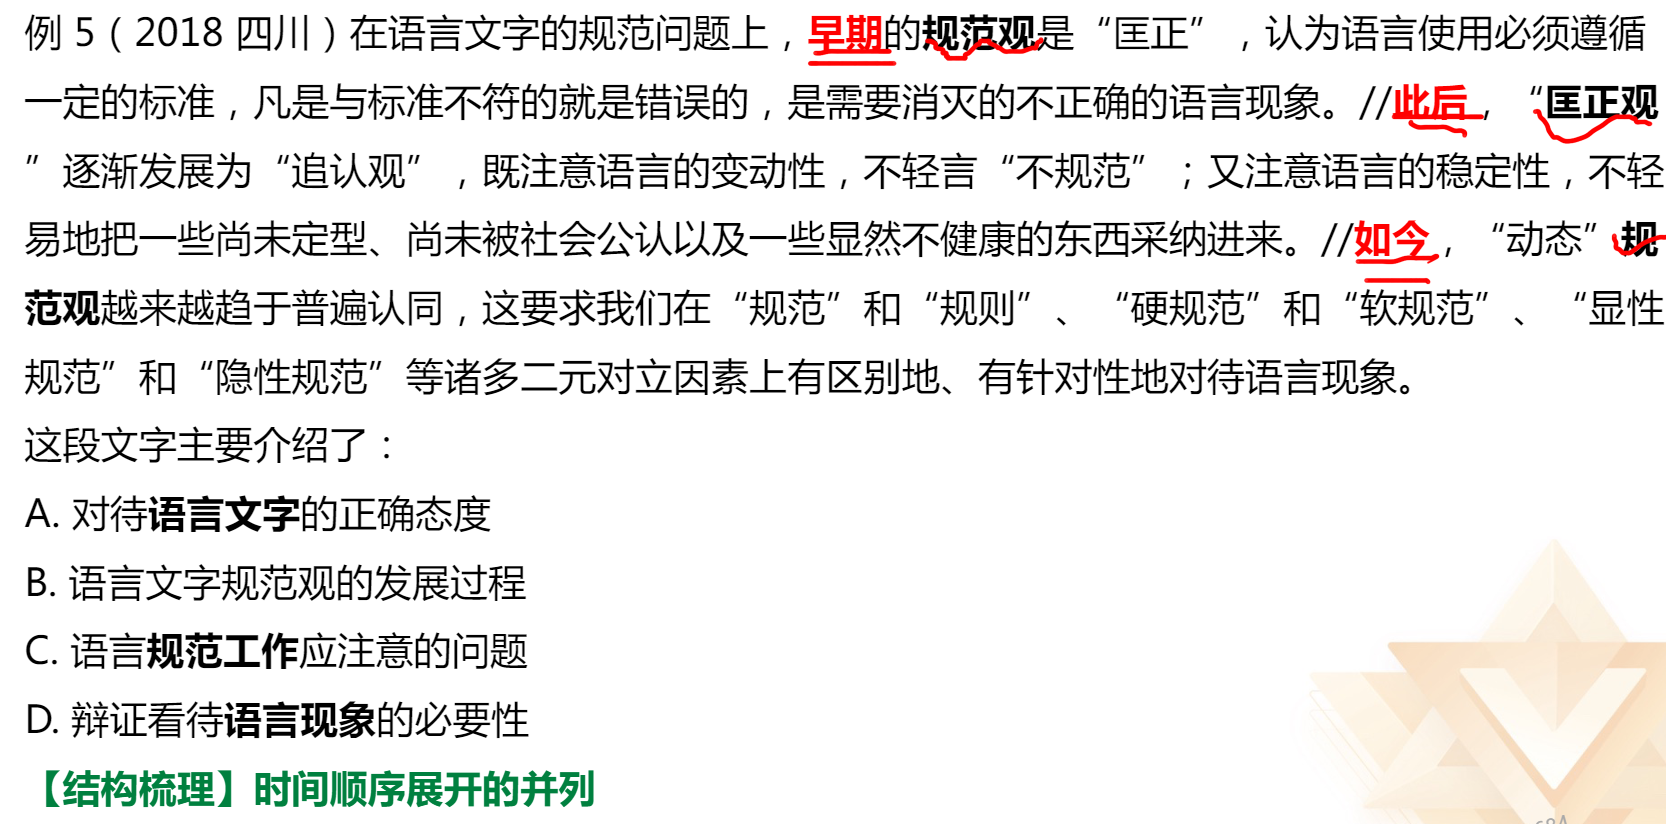 例 5（2018 四川）在语言文字的规范问题上，早期的规范观是“匡正”，认为语言使用必须遵循
一定的标准，凡是与标准不符的就是错误的，是需要消灭的不正确的语言现象。//此后，“匡正观
”逐渐发展为“追认观”，既注意语言的变动性，不轻言“不规范”；又注意语言的稳定性，不轻
易地把一些尚未定型、尚未被社会公认以及一些显然不健康的东西采纳进来。//如今，“动态”规
范观越来越趋于普遍认同，这要求我们在“规范”和“规则”、“硬规范”和“软规范”、“显性
规范”和“隐性规范”等诸多二元对立因素上有区别地、有针对性地对待语言现象。
这段文字主要介绍了：
A. 对待语言文字的正确态度
B. 语言文字规范观的发展过程
C. 语言规范工作应注意的问题
D. 辩证看待语言现象的必要性
【结构梳理】时间顺序展开的并列